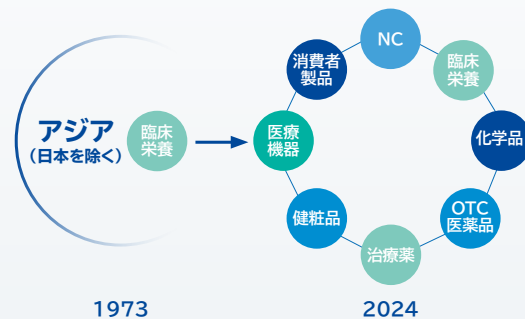 アジア
(日本を除く)
臨床
栄養
NC
臨床
栄養
化学品
OTC
医薬品
治療薬
健粧品
医療
機器
消費者
製品
1973
2024